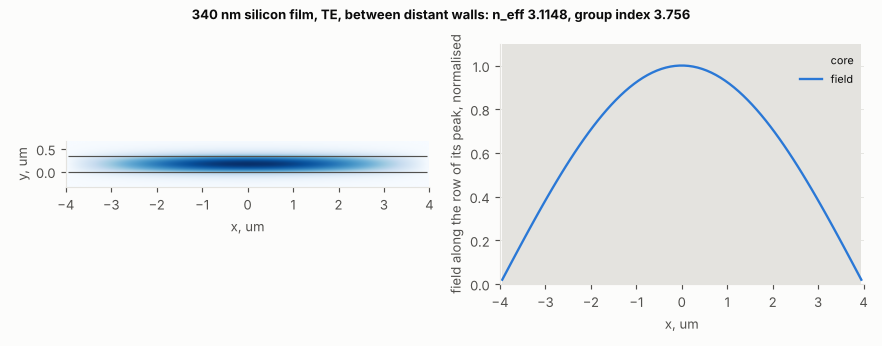 340 nm silicon film, TE, between distant walls: n_eff 3.1148, group index 3.756
y, um
0.5
0.0
−4 −3 −2 −1 0 1 2 3 4
x, um
field along the row of its peak, normalised
1.0
0.8
0.6
0.4
0.2
0.0
core
field
−4 −3 −2 −1 0 1 2 3 4
x, um